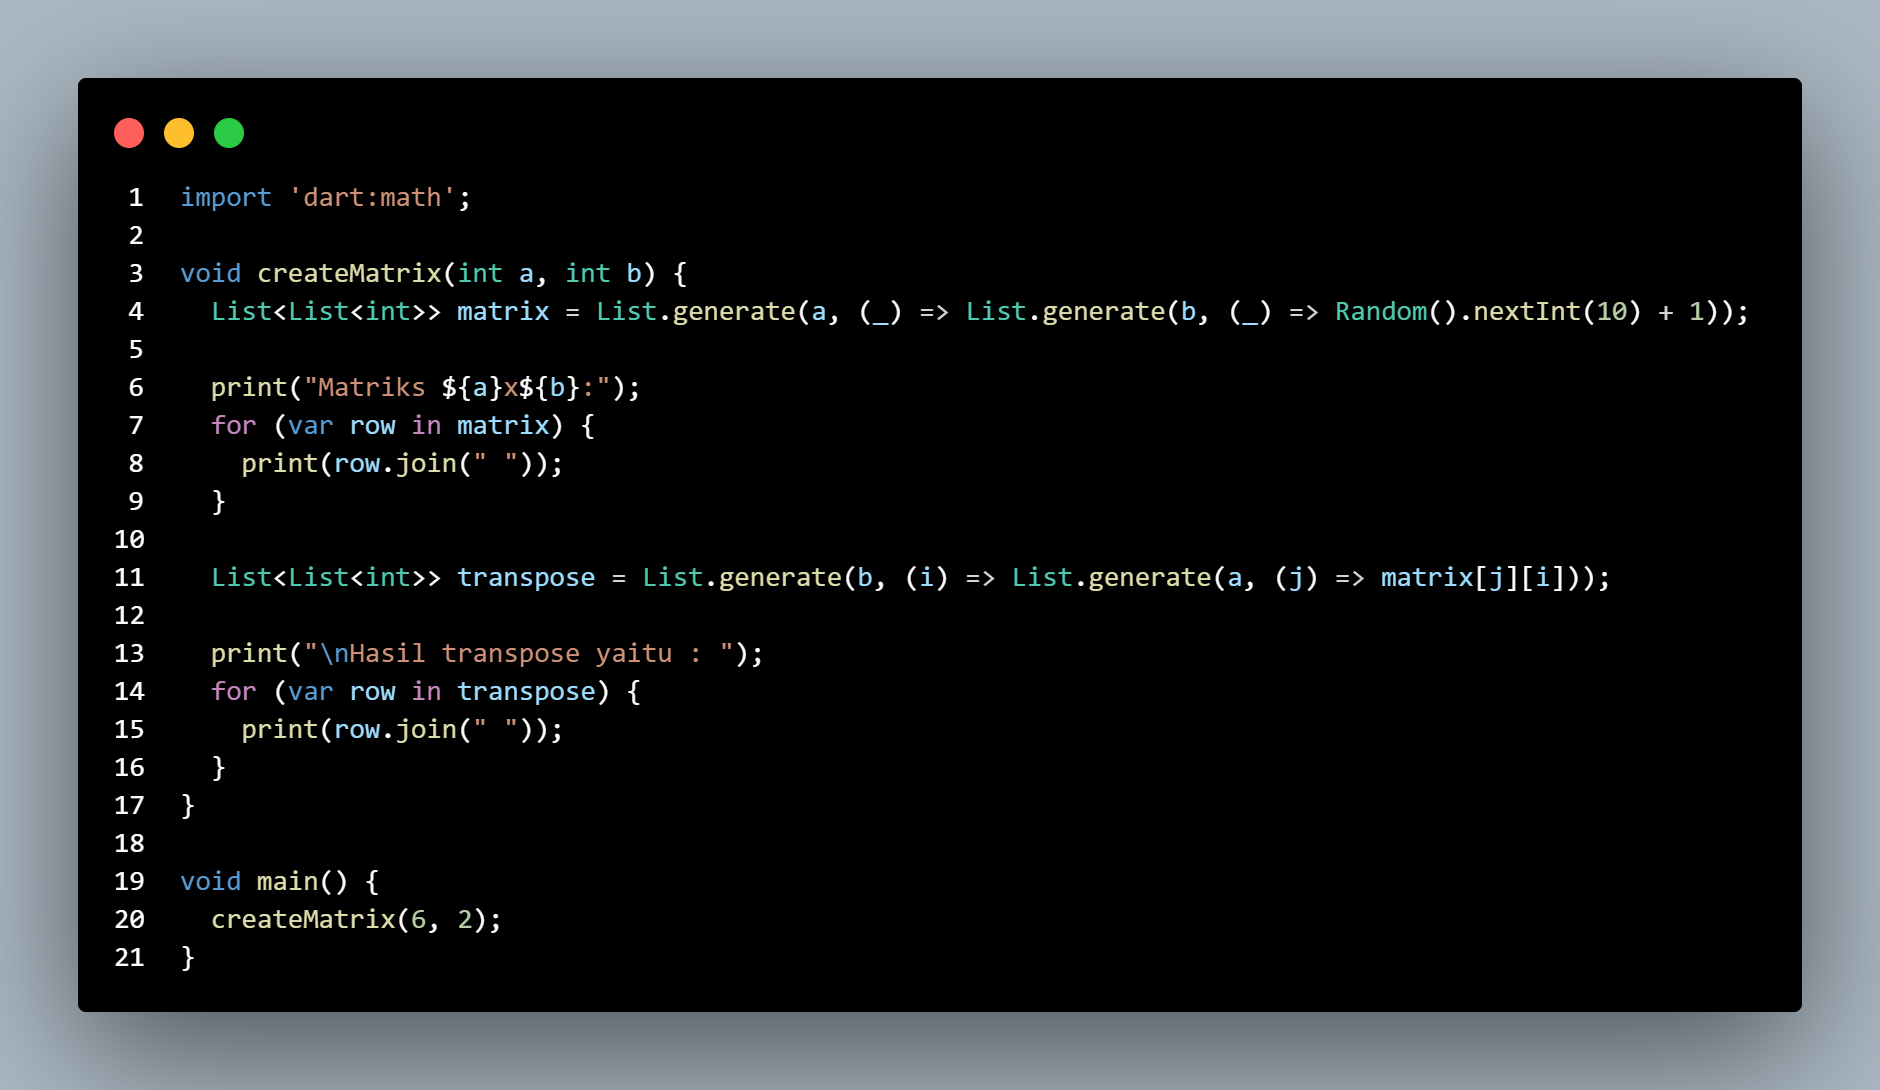 1 import 'dart:math';
2
3 void createMatrix(int a, int b) {
4   List<List<int>> matrix = List.generate(a, (_) => List.generate(b, (_) => Random().nextInt(10) + 1));
5
6   print("Matriks ${a}x${b}:");
7   for (var row in matrix) {
8     print(row.join(" "));
9   }
10
11   List<List<int>> transpose = List.generate(b, (i) => List.generate(a, (j) => matrix[j][i]));
12
13   print("\nHasil transpose yaitu : ");
14   for (var row in transpose) {
15     print(row.join(" "));
16   }
17 }
18
19 void main() {
20   createMatrix(6, 2);
21 }